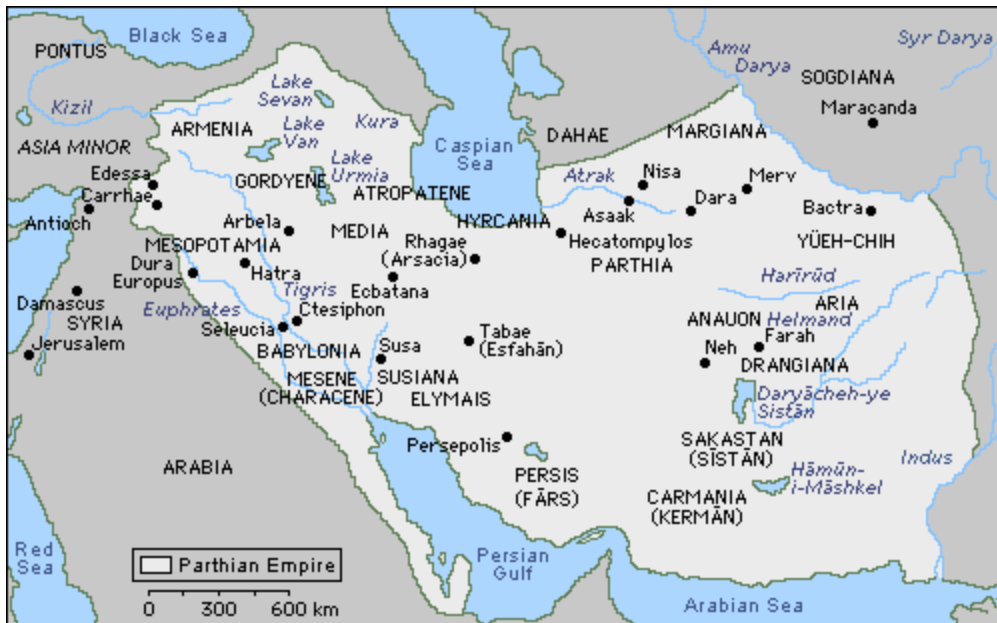 Black Sea
PONTUS
Kizil
ASIA MINOR
Lake
Sevan
ARMENIA
Lake
Van
Kura
Lake
Urmia
GORDYENE
ATROPATENE
Caspian
Sea
DAHAE
Amu
Darya
Syr Darya
SOGDIANA
Maracanda
MARGIANA
Edessa
Carrhae
Antioch
Arbela
MEDIA
HYRCANIA
Atrak
Nisa
Asaak
Dara
Merv
Bactra
YÜEH-CHIH
MESOPOTAMIA
Dura
Europus
Hatra
Rhagae
(Arsacia)
Hecatompylos
PARTHIA
Ecbatana
Tigris
Ctesiphon
Euphrates
Seleucia
Damascus
SYRIA
Jerusalem
Harīrūd
ARIA
ANAUON
Helmand
Farah
Neh
DRANGIANA
Tabae
(Esfahān)
BABYLONIA
Susa
MESENE
(CHARACENE)
SUSIANA
ELYMAIS
Daryācheh-ye
Sīstān
Persepolis
SAKASTAN
(SĪSTĀN)
Indus
ARABIA
PERSIS
(FĀRS)
CARMANIA
(KERMĀN)
Hāmūn-
i-Māshkel
Red
Sea
Parthian Empire
0 300 600 km
Persian
Gulf
Arabian Sea